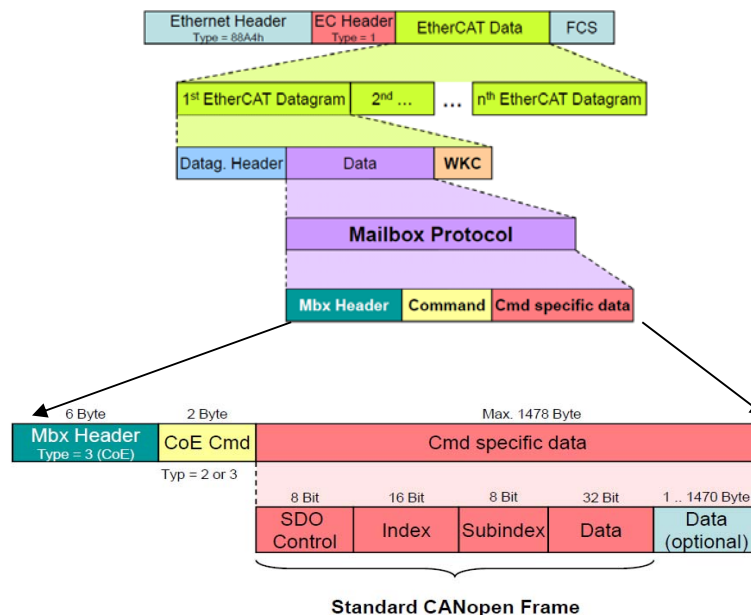 Ethernet Header EC Header EtherCAT Data FCS
Type = 88A4h Type = 1
1st EtherCAT Datagram 2nd ... ... nth EtherCAT Datagram
Datag. Header Data WKC
Mailbox Protocol
Mbx Header Command Cmd specific data
6 Byte 2 Byte Max. 1478 Byte
Mbx Header CoE Cmd Cmd specific data
Type = 3 (CoE)
Typ = 2 or 3
8 Bit 16 Bit 8 Bit 32 Bit 1 .. 1470 Byte
SDO Control Index Subindex Data Data (optional)
Standard CANopen Frame